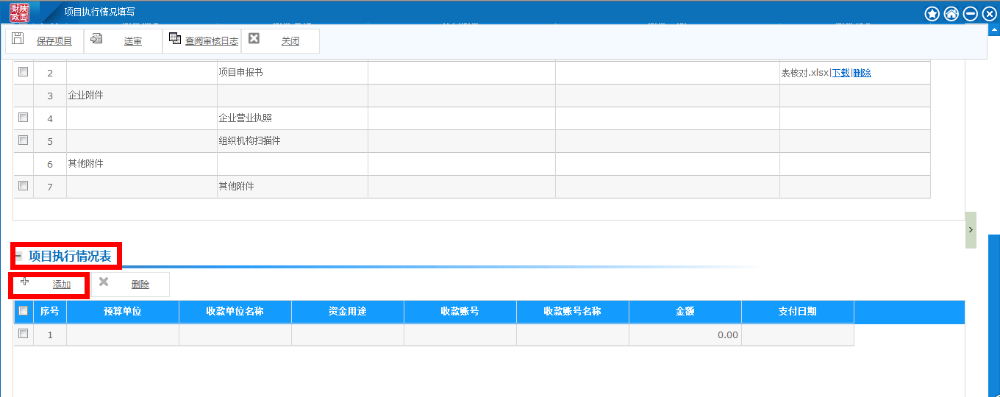 财陕
政西
项目执行情况填写
保存项目 送审 查阅审核日志 关闭
2 项目申报书 表核对.xlsx|下载|删除
3 企业附件
4 企业营业执照
5 组织机构扫描件
6 其他附件
7 其他附件
项目执行情况表
添加 删除
序号 预算单位 收款单位名称 资金用途 收款账号 收款账号名称 金额 支付日期
1 0.00